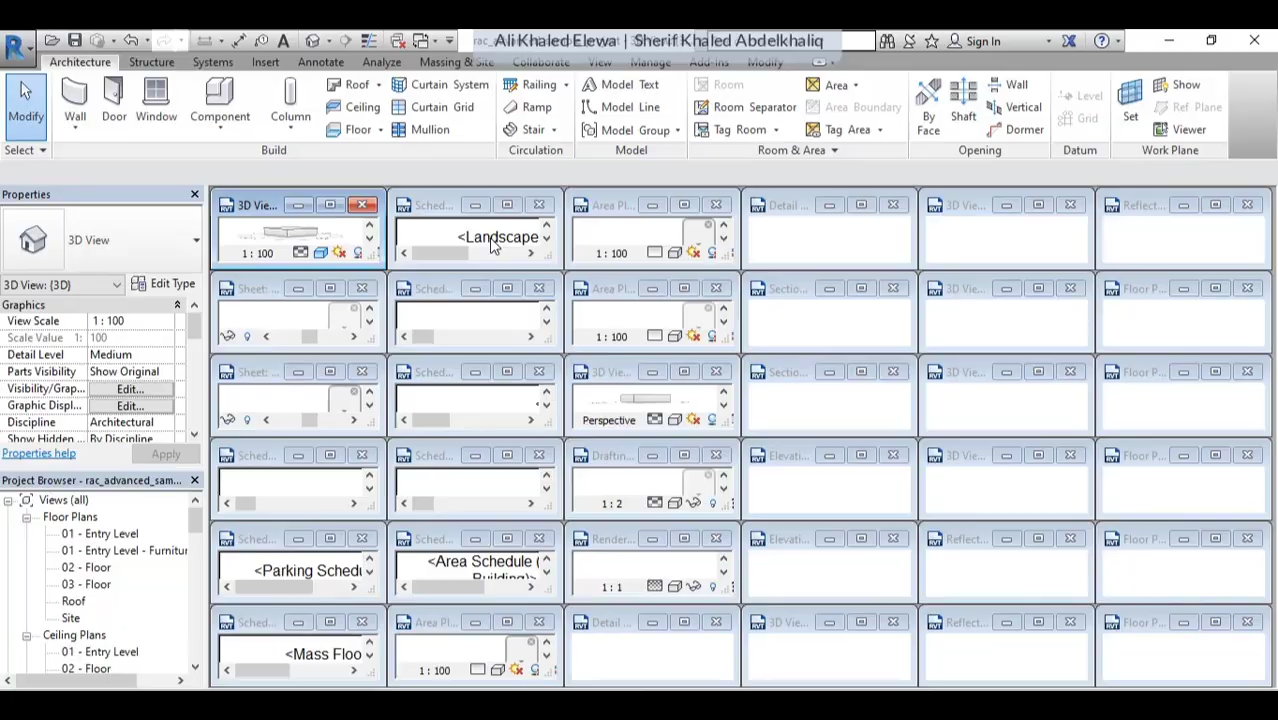 Ali Khaled Elewa | Sherif Khaled Abdelkhaliq
rac_a
Sign In
Architecture Structure Systems Insert Annotate Analyze Massing & Site Collaborate View Manage Add-Ins Modify
Modify
Wall
Door
Window
Component
Column
Roof
Ceiling
Floor
Curtain System
Curtain Grid
Mullion
Railing
Ramp
Stair
Model Text
Model Line
Model Group
Room
Room Separator
Tag Room
Area
Area Boundary
Tag Area
By Face
Shaft
Wall
Vertical
Dormer
Level
Grid
Set
Show
Ref Plane
Viewer
Select Build Circulation Model Room & Area Opening Datum Work Plane
Properties
3D View
3D View: {3D} Edit Type
Graphics
View Scale 1 : 100
Scale Value 1: 100
Detail Level Medium
Parts Visibility Show Original
Visibility/Grap... Edit...
Graphic Displ... Edit...
Discipline Architectural
Show Hidden By Discipline
Properties help Apply
Project Browser - rac_advanced_sam...
Views (all)
Floor Plans
01 - Entry Level
01 - Entry Level - Furnitur
02 - Floor
03 - Floor
Roof
Site
Ceiling Plans
01 - Entry Level
02 - Floor
3D Vie... Sched... Area Pl... Detail ... 3D Vie... Reflect...
1 : 100 <Landscape 1 : 100
Sheet: Sched... Area Pl... Sectio... 3D Vie... Floor P...
1 : 100
Sheet: Sched... 3D Vie... Sectio... 3D Vie... Floor P...
Perspective
Sched... Sched... Draftin... Elevati... 3D Vie... Floor P...
1 : 2
Sched... Sched... Render... Elevati... Reflect... Floor P...
<Parking Schedu <Area Schedule (
Building)> 1 : 1
Sched... Area Pl... Detail ... 3D Vie... Reflect... Floor P...
<Mass Floo 1 : 100